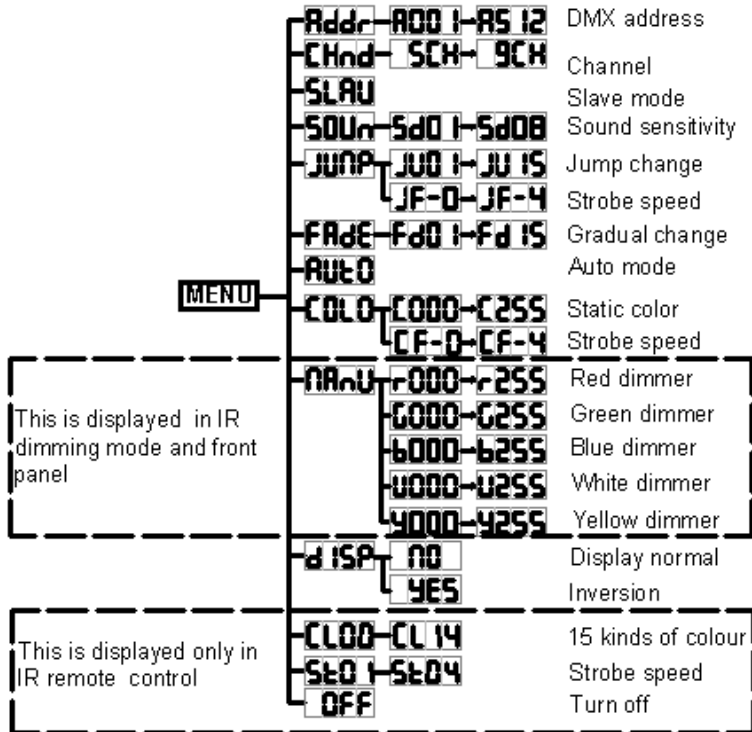 Addr A001 A512 DMX address
CHnd 5CH 9CH Channel
SLAU Slave mode
SOUn Sd01 Sd08 Sound sensitivity
JUMP JU01 JU15 Jump change
JF-0 JF-4 Strobe speed
FAdE Fd01 Fd15 Gradual change
AUtO Auto mode
MENU
COLO C000 C255 Static color
CF-0 CF-4 Strobe speed
This is displayed in IR
dimming mode and front
panel
MAnU r000 r255 Red dimmer
G000 G255 Green dimmer
b000 b255 Blue dimmer
U000 U255 White dimmer
y000 y255 Yellow dimmer
dISP NO Display normal
YES Inversion
This is displayed only in
IR remote control
CL00 CL14 15 kinds of colour
St01 St04 Strobe speed
OFF Turn off